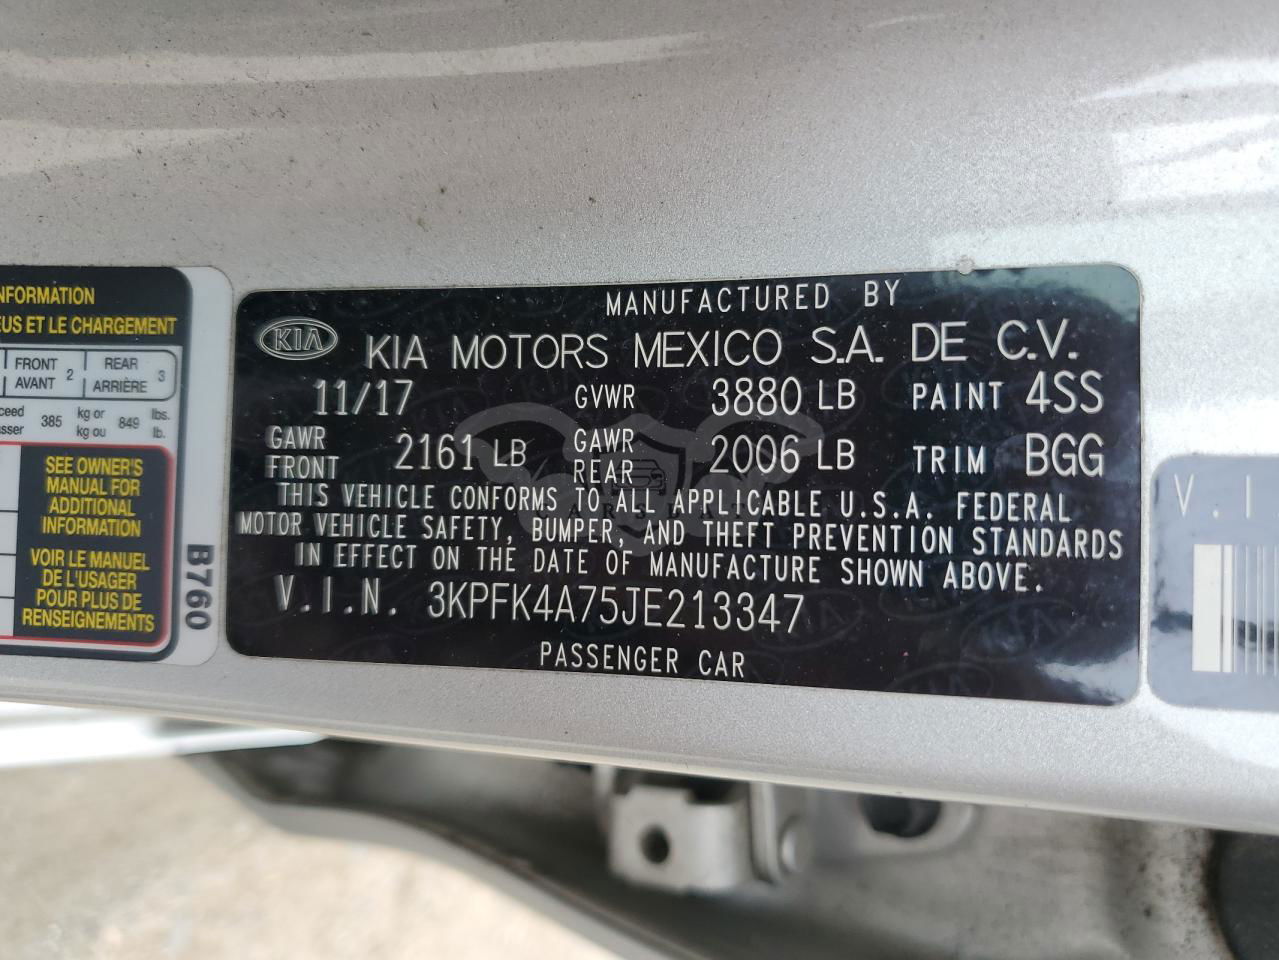 NFORMATION
EUS ET LE CHARGEMENT
FRONT
AVANT 2
REAR
ARRIÈRE 3
385 kg or
kg ou 849 lbs.
lb.
SEE OWNER'S
MANUAL FOR
ADDITIONAL
INFORMATION
VOIR LE MANUEL
DE L'USAGER
POUR PLUS DE
RENSEIGNEMENTS
B760
MANUFACTURED BY
KIA KIA MOTORS MEXICO S.A. DE C.V.
11/17 GVWR 3880 LB PAINT 4SS
GAWR
FRONT 2161 LB GAWR
REAR 2006 LB TRIM BGG
THIS VEHICLE CONFORMS TO ALL APPLICABLE U.S.A. FEDERAL
MOTOR VEHICLE SAFETY, BUMPER, AND THEFT PREVENTION STANDARDS
IN EFFECT ON THE DATE OF MANUFACTURE SHOWN ABOVE.
V.I.N. 3KPFK4A75JE213347
PASSENGER CAR
V.I